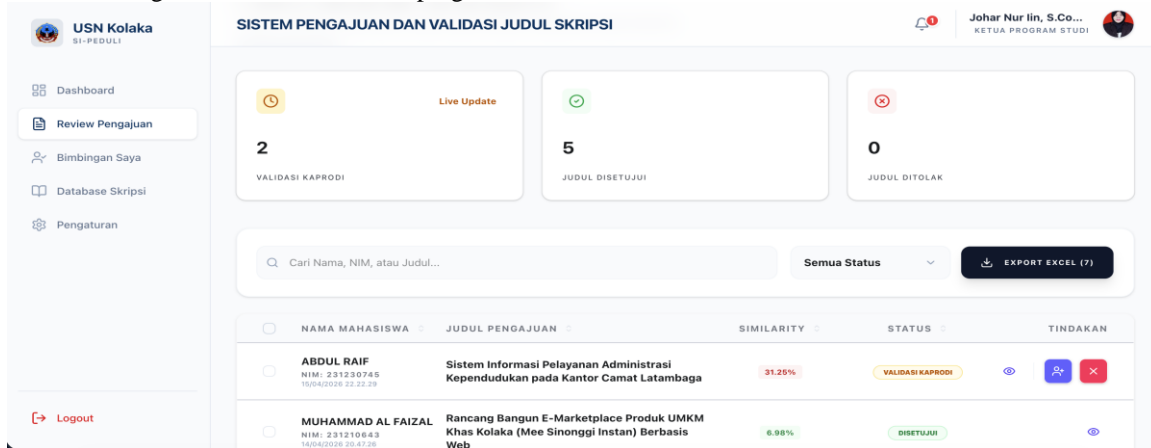 USN Kolaka
SI-PEDULI
SISTEM PENGAJUAN DAN VALIDASI JUDUL SKRIPSI
1
Johar Nur Iin, S.Co...
KETUA PROGRAM STUDI
Dashboard
Review Pengajuan
Bimbingan Saya
Database Skripsi
Pengaturan
Logout
Live Update
2
VALIDASI KAPRODI
5
JUDUL DISETUJUI
0
JUDUL DITOLAK
Cari Nama, NIM, atau Judul...
Semua Status
EXPORT EXCEL (7)
NAMA MAHASISWA JUDUL PENGAJUAN SIMILARITY STATUS TINDAKAN
ABDUL RAIF
NIM: 231230745
15/04/2026 22.22.29
Sistem Informasi Pelayanan Administrasi
Kependudukan pada Kantor Camat Latambaga
31.25%
VALIDASI KAPRODI
MUHAMMAD AL FAIZAL
NIM: 231210643
14/04/2026 20.47.26
Rancang Bangun E-Marketplace Produk UMKM
Khas Kolaka (Mee Sinonggi Instan) Berbasis
Web
6.98%
DISETUJUI